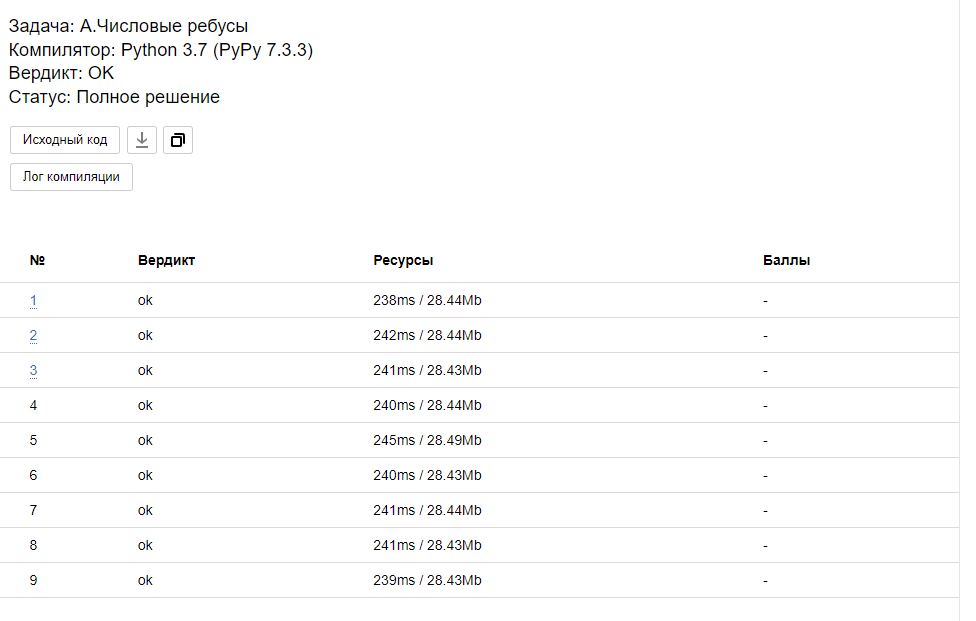 Задача: A.Числовые ребусы
Компилятор: Python 3.7 (PyPy 7.3.3)
Вердикт: OK
Статус: Полное решение
Исходный код
Лог компиляции
№ Вердикт Ресурсы Баллы
1 ok 238ms / 28.44Mb -
2 ok 242ms / 28.44Mb -
3 ok 241ms / 28.43Mb -
4 ok 240ms / 28.44Mb -
5 ok 245ms / 28.49Mb -
6 ok 240ms / 28.43Mb -
7 ok 241ms / 28.44Mb -
8 ok 241ms / 28.43Mb -
9 ok 239ms / 28.43Mb -